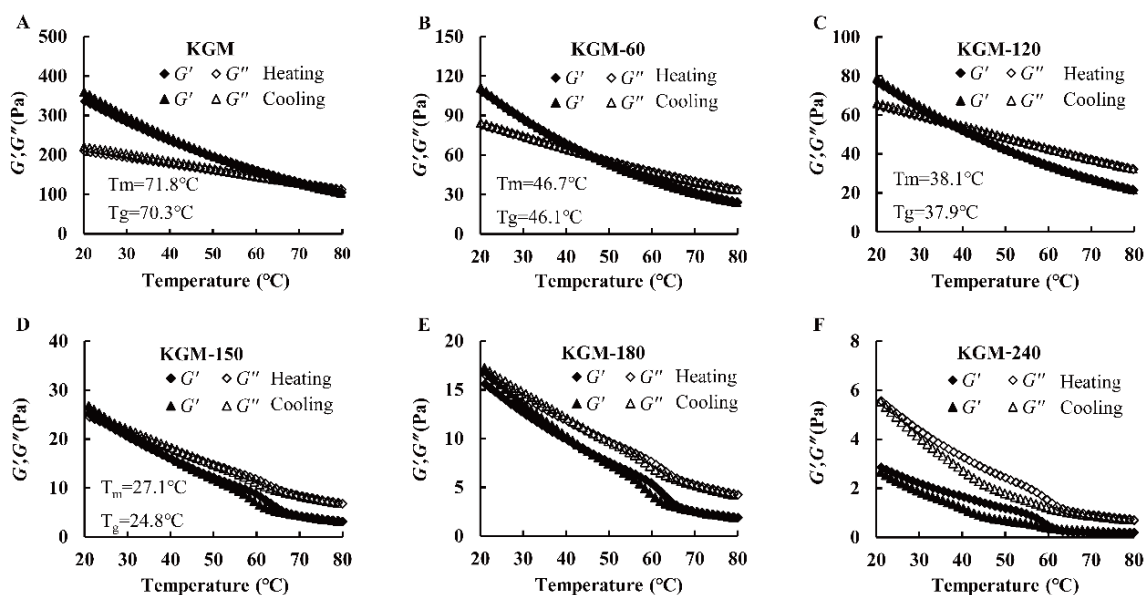 A
KGM
G′ G″ Heating
G′ G″ Cooling
G′,G″(Pa)
500
400
300
200
100
0
Tm=71.8°C
Tg=70.3°C
20 30 40 50 60 70 80
Temperature (°C)
B
KGM-60
G′ G″ Heating
G′ G″ Cooling
G′,G″(Pa)
150
120
90
60
30
0
Tm=46.7°C
Tg=46.1°C
20 30 40 50 60 70 80
Temperature (°C)
C
KGM-120
G′ G″ Heating
G′ G″ Cooling
G′,G″(Pa)
100
80
60
40
20
0
Tm=38.1°C
Tg=37.9°C
20 30 40 50 60 70 80
Temperature (°C)
D
KGM-150
G′ G″ Heating
G′ G″ Cooling
G′,G″(Pa)
40
30
20
10
0
Tm=27.1°C
Tg=24.8°C
20 30 40 50 60 70 80
Temperature (°C)
E
KGM-180
G′ G″ Heating
G′ G″ Cooling
G′,G″(Pa)
20
15
10
5
0
20 30 40 50 60 70 80
Temperature (°C)
F
KGM-240
G′ G″ Heating
G′ G″ Cooling
G′,G″(Pa)
8
6
4
2
0
20 30 40 50 60 70 80
Temperature (°C)